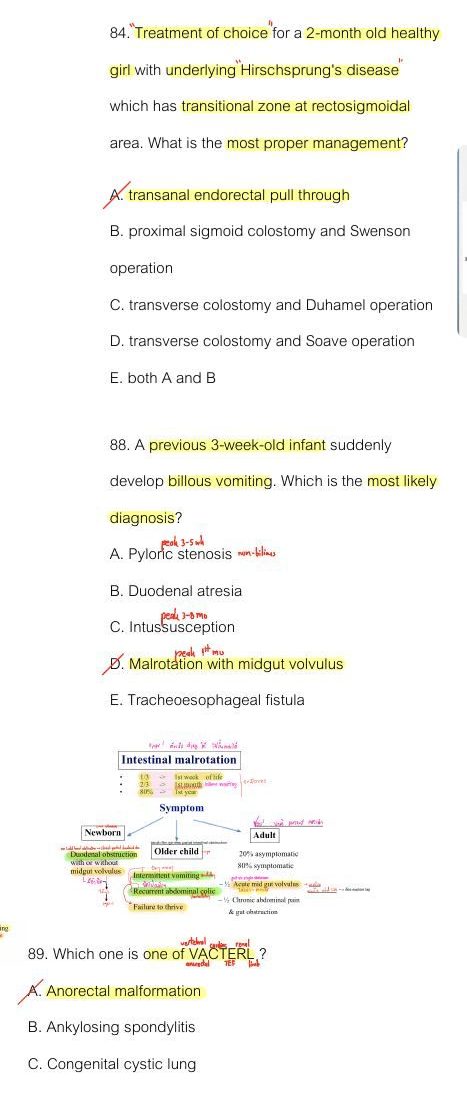 84. "Treatment of choice" for a 2-month old healthy
girl with underlying "Hirschsprung's disease"
which has transitional zone at rectosigmoidal
area. What is the most proper management?
A. transanal endorectal pull through
B. proximal sigmoid colostomy and Swenson
operation
C. transverse colostomy and Duhamel operation
D. transverse colostomy and Soave operation
E. both A and B
88. A previous 3-week-old infant suddenly
develop billous vomiting. Which is the most likely
diagnosis?
peak 3-5 wk
A. Pyloric stenosis non-bilious
B. Duodenal atresia
peak 3-8 mo
C. Intussusception
peak 1st mo
D. Malrotation with midgut volvulus
E. Tracheoesophageal fistula
Intestinal malrotation
1/3 => 1st week of life
2/3 => 1st month
80% => 1st year
Symptom
Newborn
Older child
Adult
Duodenal obstruction
with or without
midgut volvulus
Intermittent vomiting
Recurrent abdominal colic
Failure to thrive
20% asymptomatic
80% symptomatic
- ½ Acute mid gut volvulus
- ½ Chronic abdominal pain
& gut obstruction
vertebral cardiac renal
89. Which one is one of VACTERL ?
anorectal TEF limb
A. Anorectal malformation
B. Ankylosing spondylitis
C. Congenital cystic lung